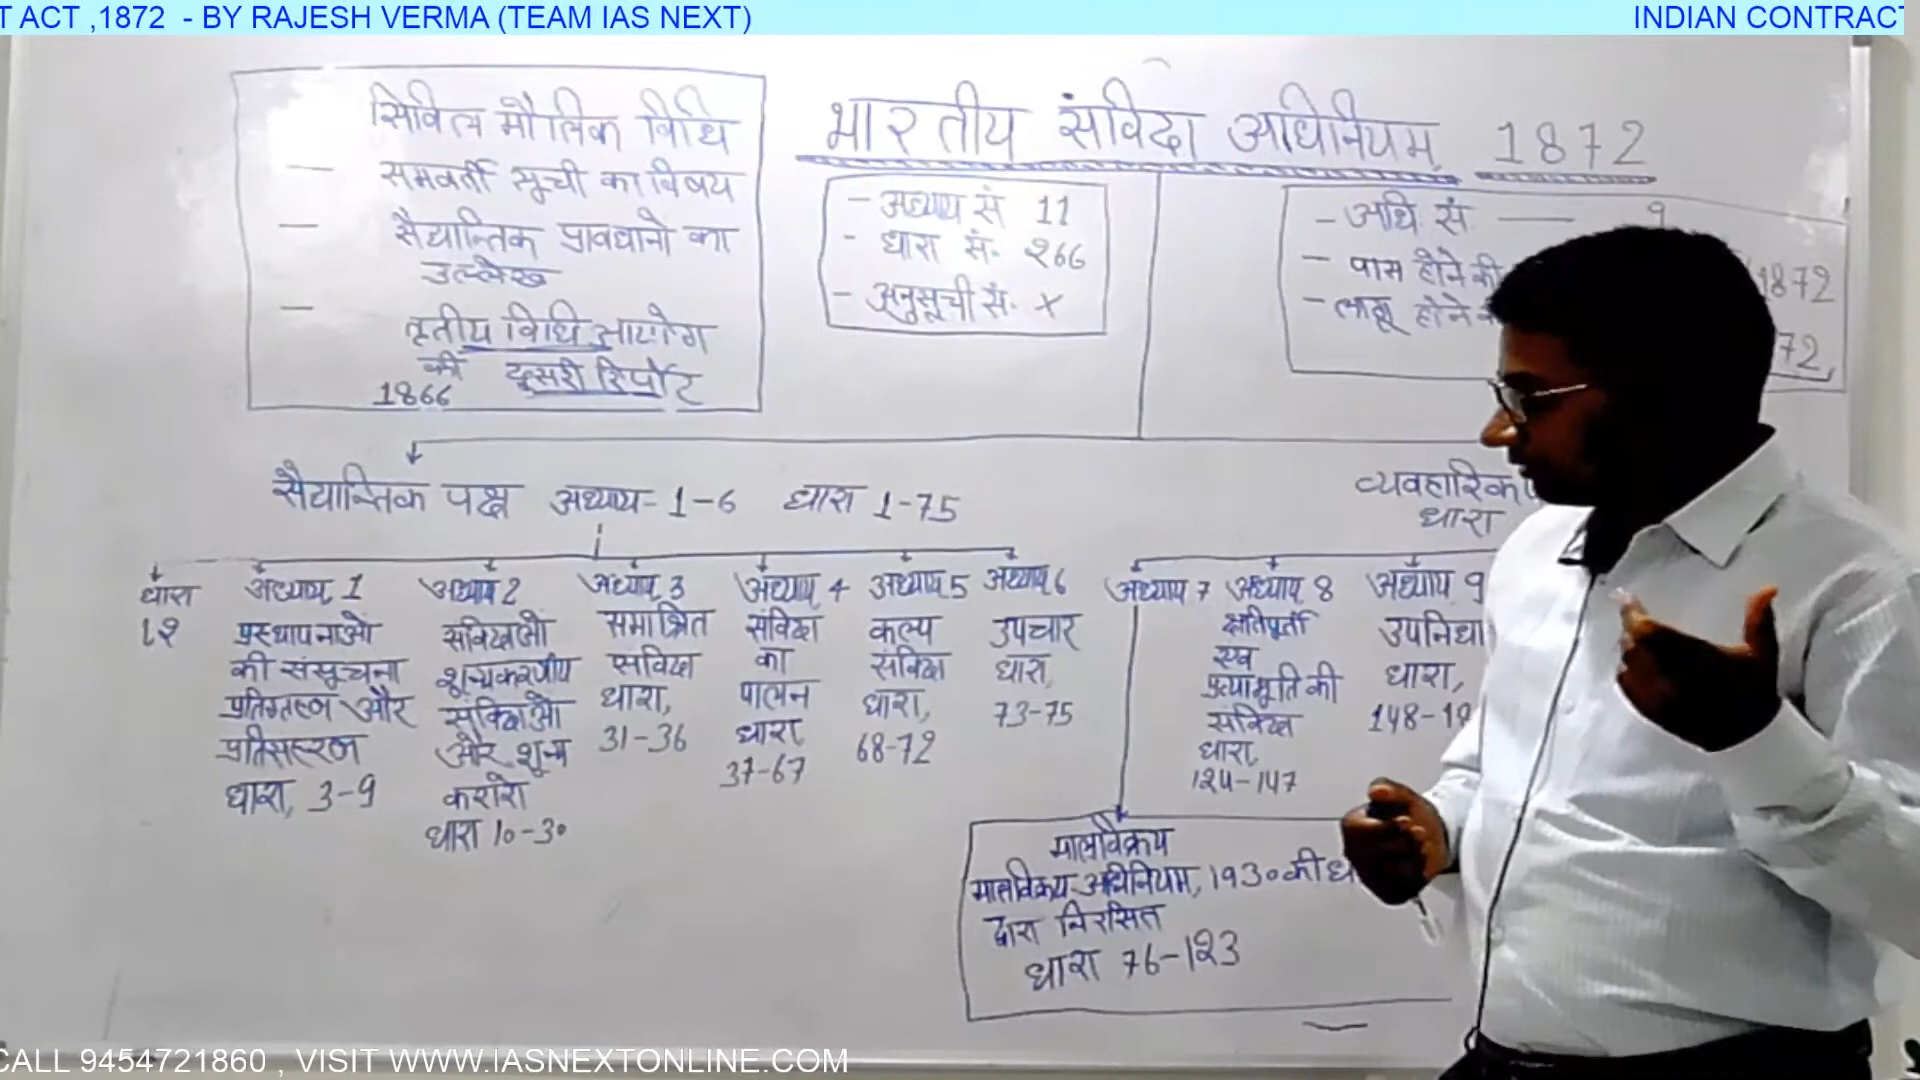 T ACT ,1872 - BY RAJESH VERMA (TEAM IAS NEXT)
INDIAN CONTRACT
सिविल मौलिक विधि
— समवर्ती सूची का विषय
— सैद्यान्तिक प्रावधानो का
उल्लेख
— तृतीय विधि आयोग
की दूसरी रिर्पोट
1866
भारतीय संविदा अधिनियम, 1872
- अध्याय सं 11
- धारा सं. 266
- अनुसूची सं. x
- अधि सं — 9
- पास होने की
1872
- लागू होने
72,
सैद्यान्तिक पक्ष अध्याय - 1-6 धारा 1-75
व्यवहारिक
धारा
धारा
1,2
अध्याय, 1
प्रस्थापनाओ
की संसूचना
प्रतिग्रहण और
प्रतिसंहरण
धारा, 3-9
अध्याय 2
संविदाओ
शून्यकरणीय
संविदाओ
और शून्य
करारो
धारा 10-30
अध्याय 3
समाश्रित
संविदा
धारा,
31-36
अध्याय, 4
संविदा
का
पालन
धारा,
37-67
अध्याय 5
कल्प
संविदा
धारा,
68-72
अध्याय 6
उपचार
धारा,
73-75
अध्याय 7
अध्याय, 8
क्षतिपूर्ती
एवं
प्रत्याभूति की
संविदा
धारा,
124-147
अध्याय 9
उपनिधा
धारा,
148-1
मालविक्रय
मालविक्रय अधिनियम, 1930 की
द्वारा निरसित
धारा 76-123
CALL 9454721860 , VISIT WWW.IASNEXTONLINE.COM